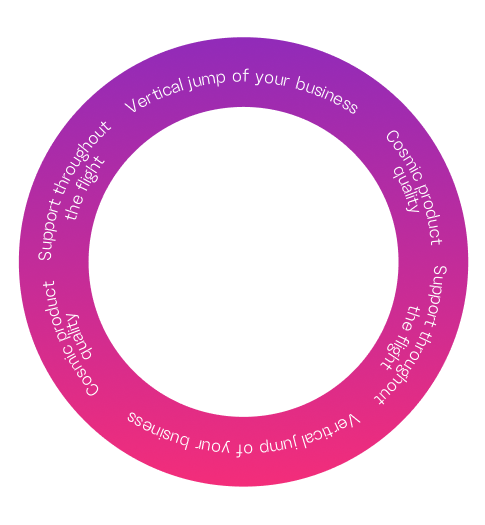 Vertical jump of your business
Cosmic product
quality
Support throughout
the flight
Vertical jump of your business
Cosmic product
quality
Support throughout
the flight